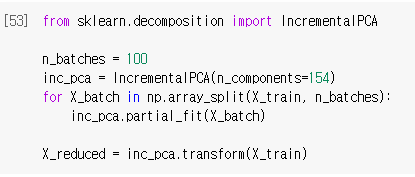 [53] from sklearn.decomposition import IncrementalPCA
n_batches = 100
inc_pca = IncrementalPCA(n_components=154)
for X_batch in np.array_split(X_train, n_batches):
    inc_pca.partial_fit(X_batch)
X_reduced = inc_pca.transform(X_train)